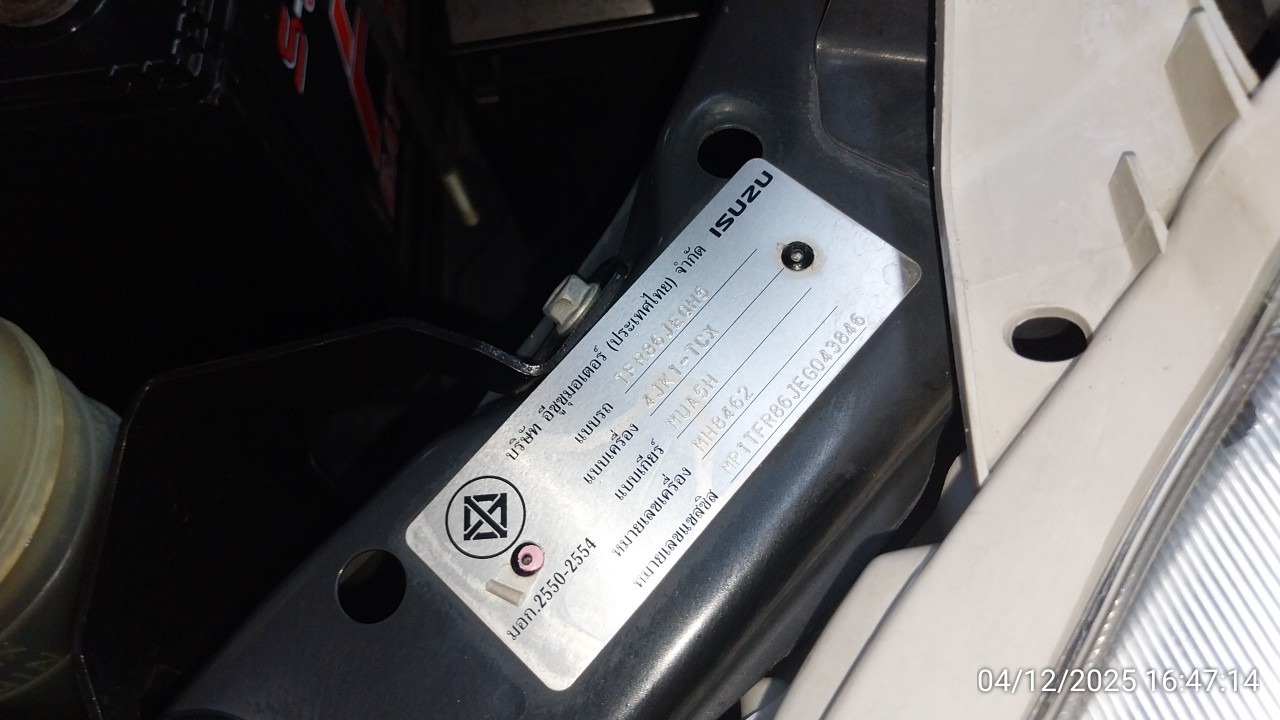 ISUZU
บริษัท อีซูซุมอเตอร์ (ประเทศไทย) จำกัด
แบบรถ TFR86JEQH5
แบบเครื่อง 4JK1-TCX
แบบเกียร์ MUA5H
หมายเลขเครื่อง MH8462
หมายเลขแชสซิส MP1TFR86JEG043846
มอก.2550-2554
04/12/2025 16:47:14